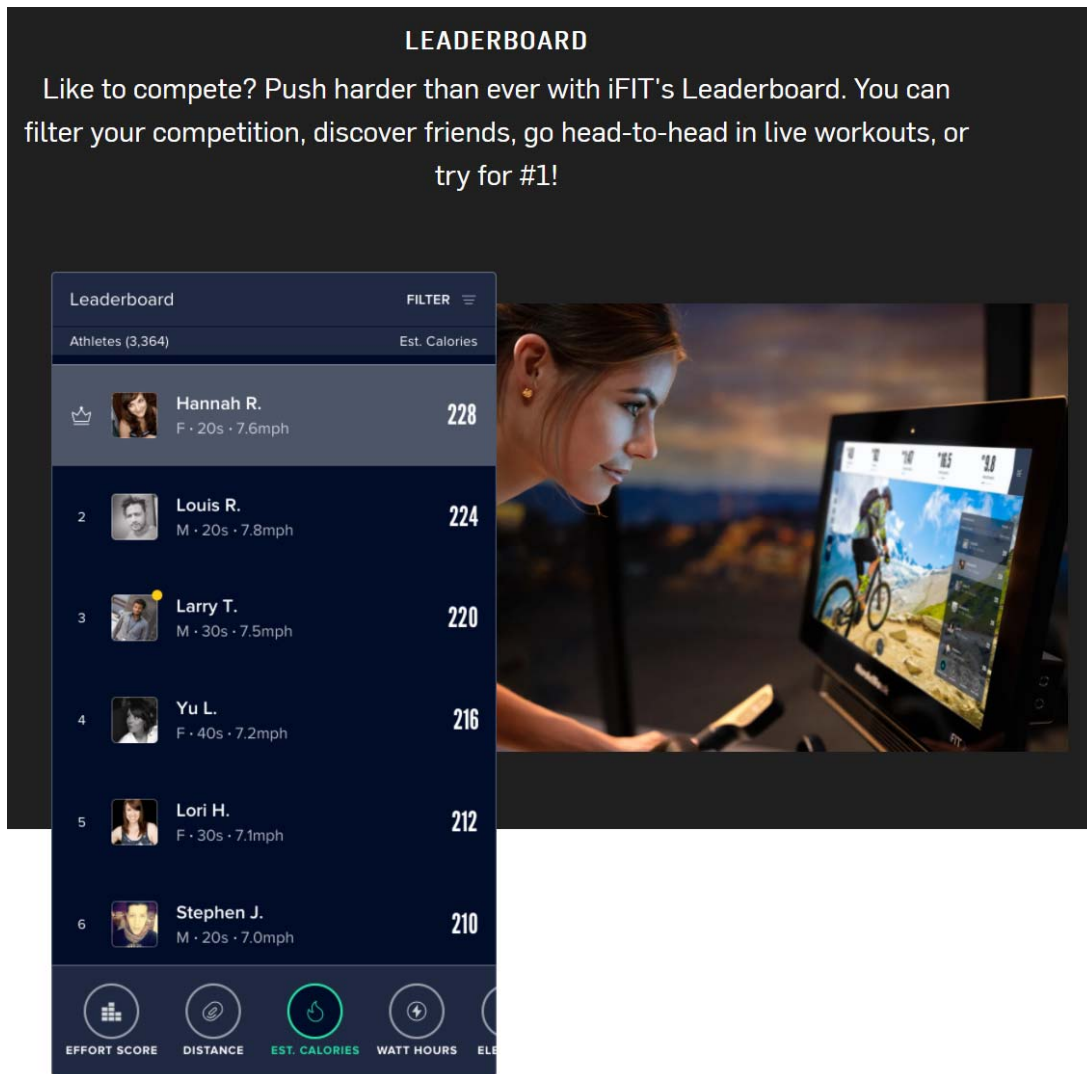 LEADERBOARD
Like to compete? Push harder than ever with iFIT's Leaderboard. You can
filter your competition, discover friends, go head-to-head in live workouts, or
try for #1!
Leaderboard FILTER
Athletes (3,364) Est. Calories
Hannah R. 228
F · 20s · 7.6mph
2 Louis R. 224
M · 20s · 7.8mph
3 Larry T. 220
M · 30s · 7.5mph
4 Yu L. 216
F · 40s · 7.2mph
5 Lori H. 212
F · 30s · 7.1mph
6 Stephen J. 210
M · 20s · 7.0mph
EFFORT SCORE DISTANCE EST. CALORIES WATT HOURS ELE